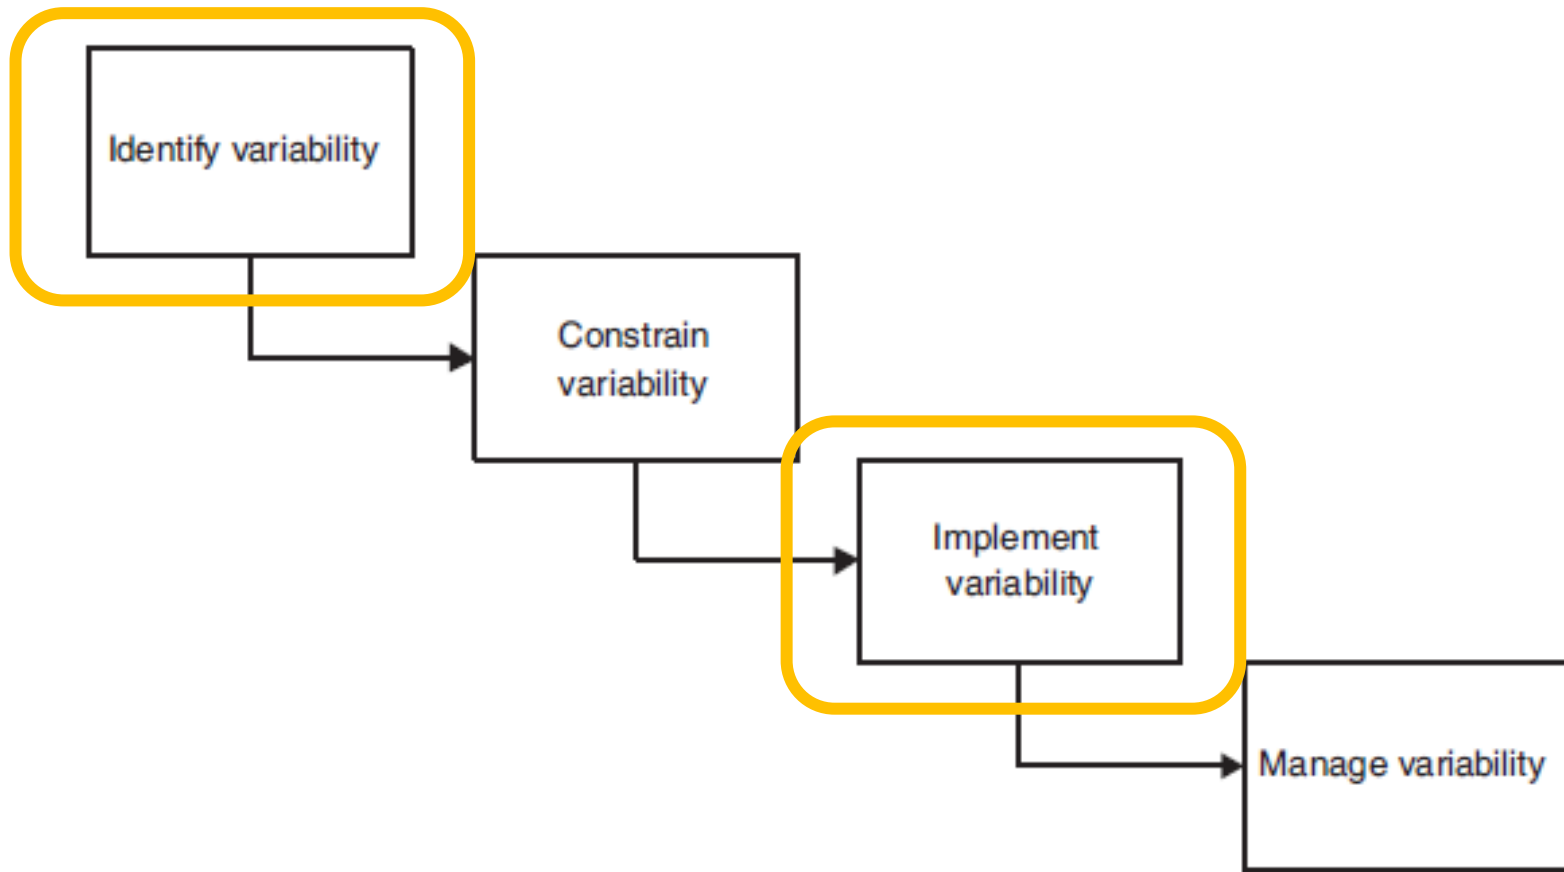 Identify variability
Constrain
variability
Implement
variability
Manage variability